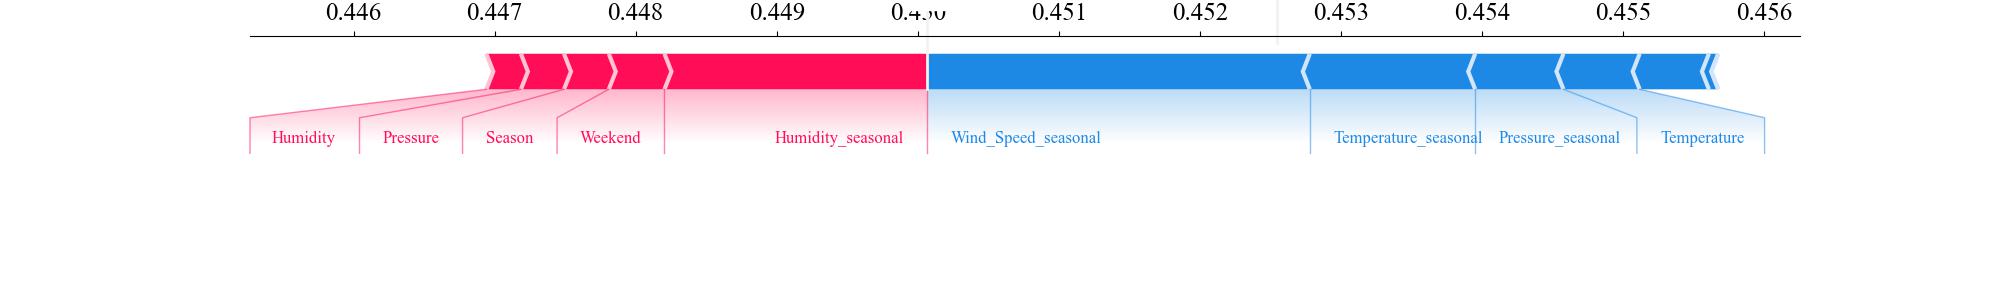 0.446 0.447 0.448 0.449 0.451 0.452 0.453 0.454 0.455 0.456
Humidity Pressure Season Weekend Humidity_seasonal Wind_Speed_seasonal Temperature_seasonal Pressure_seasonal Temperature